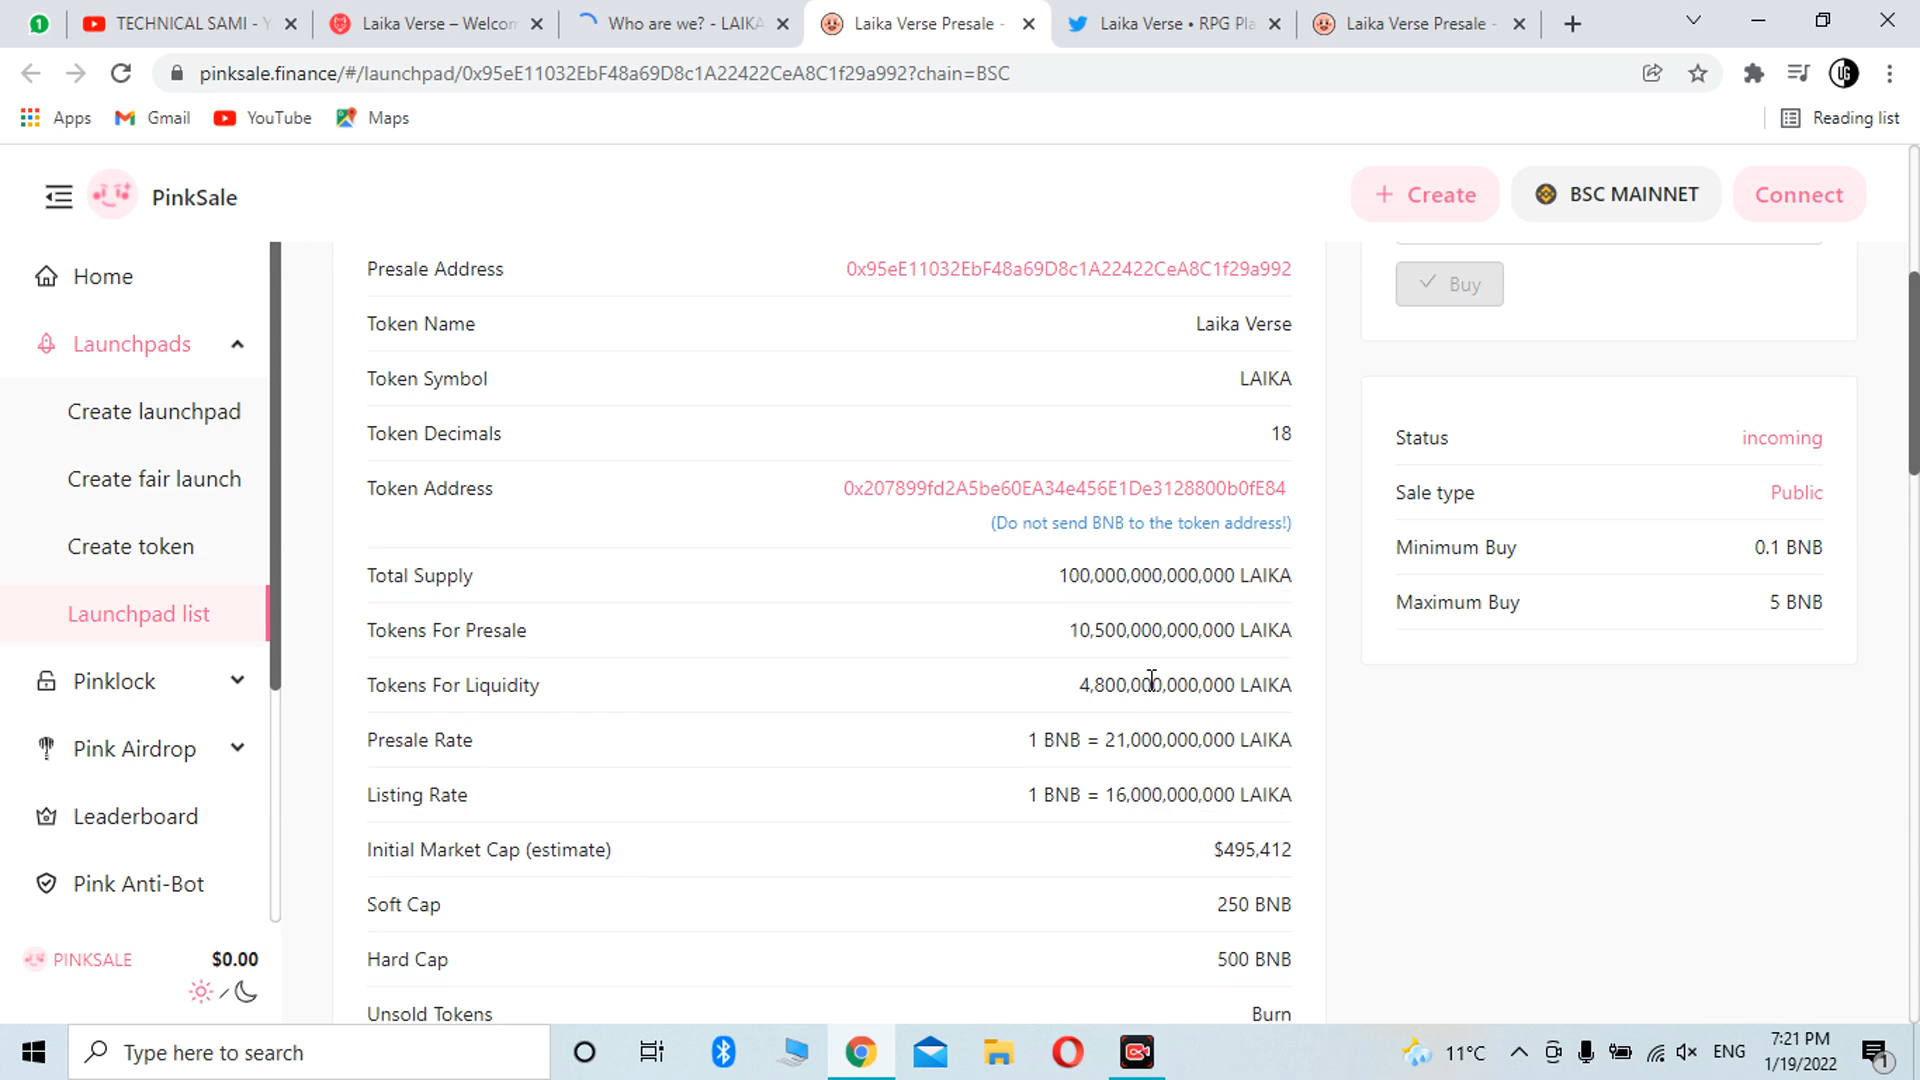 1
TECHNICAL SAMI - Y
Laika Verse – Welcom
Who are we? - LAIKA
Laika Verse Presale -
Laika Verse • RPG Pla
Laika Verse Presale -
pinksale.finance/#/launchpad/0x95eE11032EbF48a69D8c1A22422CeA8C1f29a992?chain=BSC
UG
Apps
Gmail
YouTube
Maps
Reading list
PinkSale
+ Create
BSC MAINNET
Connect
Home
Launchpads
Create launchpad
Create fair launch
Create token
Launchpad list
Pinklock
Pink Airdrop
Leaderboard
Pink Anti-Bot
PINKSALE $0.00
Presale Address 0x95eE11032EbF48a69D8c1A22422CeA8C1f29a992
Token Name Laika Verse
Token Symbol LAIKA
Token Decimals 18
Token Address 0x207899fd2A5be60EA34e456E1De3128800b0fE84
(Do not send BNB to the token address!)
Total Supply 100,000,000,000,000 LAIKA
Tokens For Presale 10,500,000,000,000 LAIKA
Tokens For Liquidity 4,800,000,000,000 LAIKA
Presale Rate 1 BNB = 21,000,000,000 LAIKA
Listing Rate 1 BNB = 16,000,000,000 LAIKA
Initial Market Cap (estimate) $495,412
Soft Cap 250 BNB
Hard Cap 500 BNB
Unsold Tokens Burn
Buy
Status incoming
Sale type Public
Minimum Buy 0.1 BNB
Maximum Buy 5 BNB
Type here to search
11°C
ENG
7:21 PM
1/19/2022
1